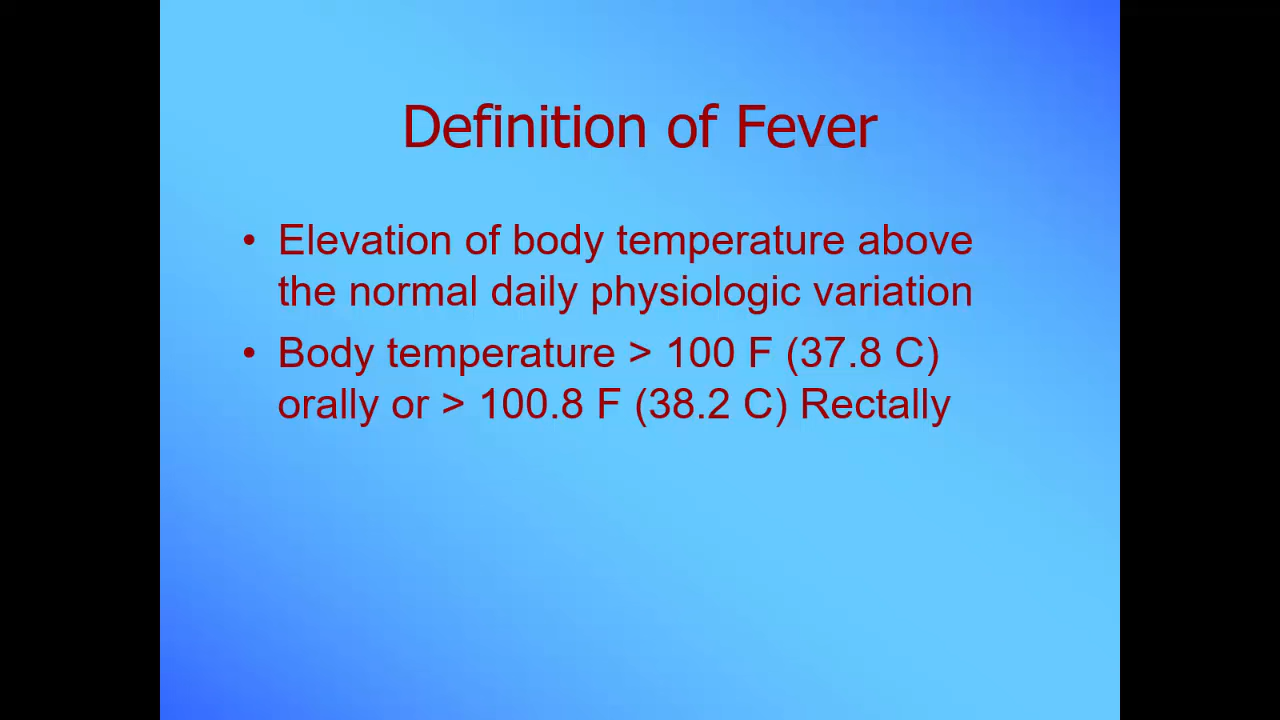 Definition of Fever
• Elevation of body temperature above
the normal daily physiologic variation
• Body temperature > 100 F (37.8 C)
orally or > 100.8 F (38.2 C) Rectally